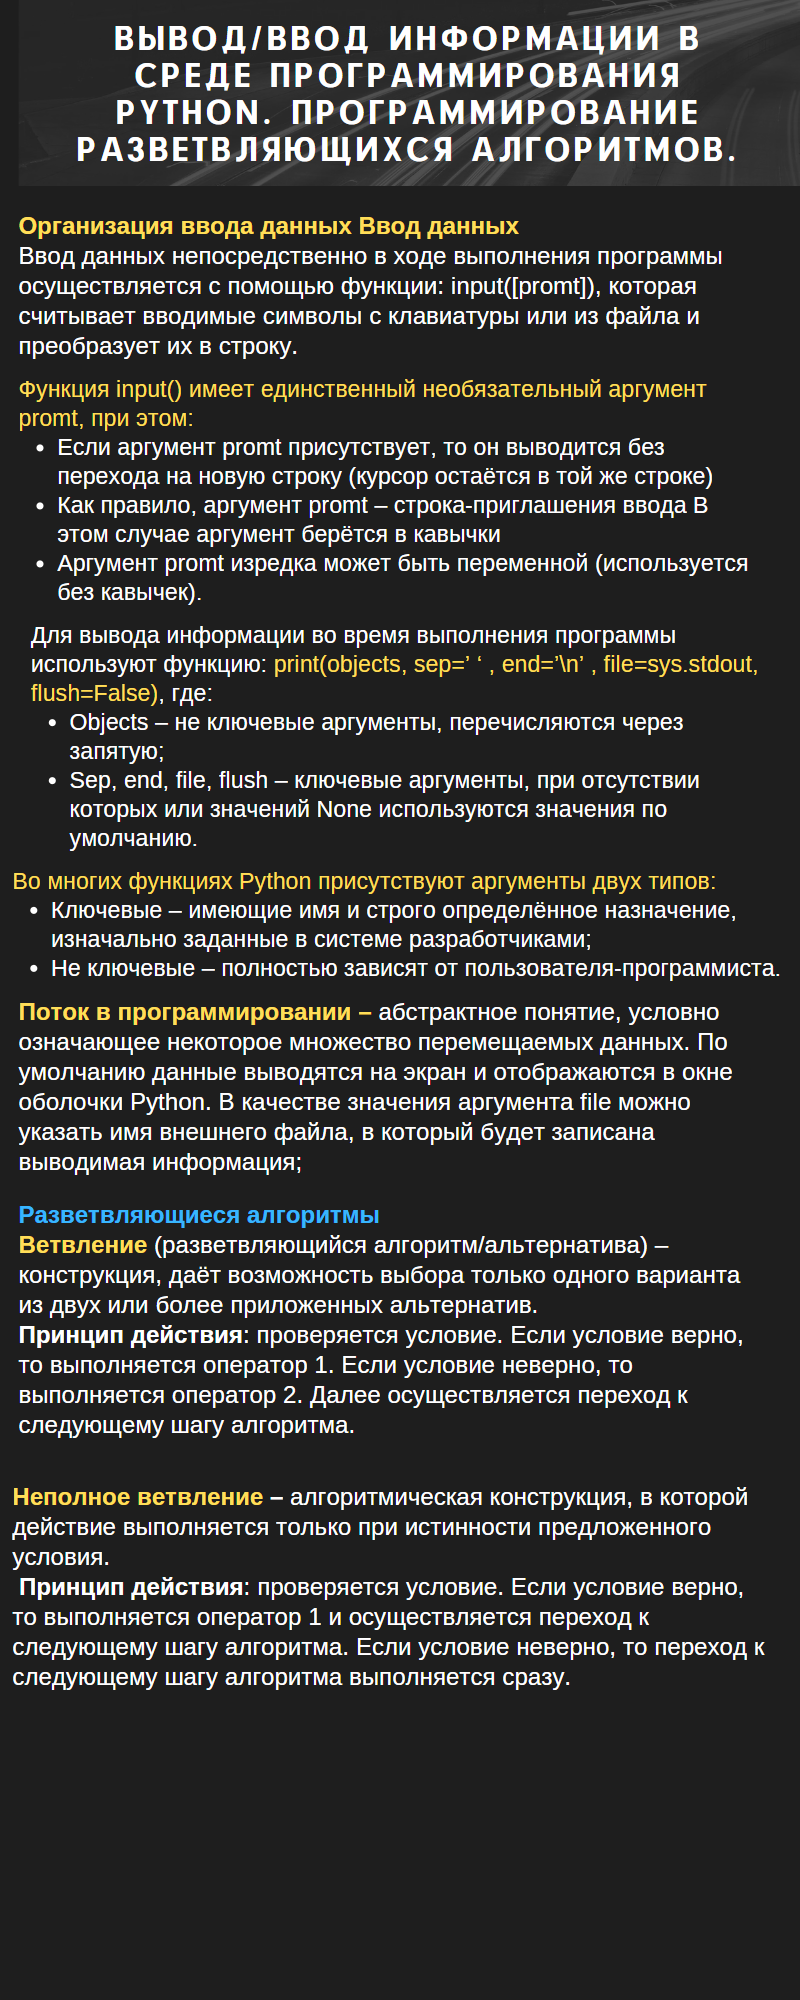 ВЫВОД/ВВОД ИНФОРМАЦИИ В
СРЕДЕ ПРОГРАММИРОВАНИЯ
PYTHON. ПРОГРАММИРОВАНИЕ
РАЗВЕТВЛЯЮЩИХСЯ АЛГОРИТМОВ.
Организация ввода данных Ввод данных
Ввод данных непосредственно в ходе выполнения программы
осуществляется с помощью функции: input([promt]), которая
считывает вводимые символы с клавиатуры или из файла и
преобразует их в строку.
Функция input() имеет единственный необязательный аргумент
promt, при этом:
• Если аргумент promt присутствует, то он выводится без
перехода на новую строку (курсор остаётся в той же строке)
• Как правило, аргумент promt – строка-приглашения ввода В
этом случае аргумент берётся в кавычки
• Аргумент promt изредка может быть переменной (используется
без кавычек).
Для вывода информации во время выполнения программы
используют функцию: print(objects, sep=’ ‘ , end=’\n’ , file=sys.stdout,
flush=False), где:
• Objects – не ключевые аргументы, перечисляются через
запятую;
• Sep, end, file, flush – ключевые аргументы, при отсутствии
которых или значений None используются значения по
умолчанию.
Во многих функциях Python присутствуют аргументы двух типов:
• Ключевые – имеющие имя и строго определённое назначение,
изначально заданные в системе разработчиками;
• Не ключевые – полностью зависят от пользователя-программиста.
Поток в программировании – абстрактное понятие, условно
означающее некоторое множество перемещаемых данных. По
умолчанию данные выводятся на экран и отображаются в окне
оболочки Python. В качестве значения аргумента file можно
указать имя внешнего файла, в который будет записана
выводимая информация;
Разветвляющиеся алгоритмы
Ветвление (разветвляющийся алгоритм/альтернатива) –
конструкция, даёт возможность выбора только одного варианта
из двух или более приложенных альтернатив.
Принцип действия: проверяется условие. Если условие верно,
то выполняется оператор 1. Если условие неверно, то
выполняется оператор 2. Далее осуществляется переход к
следующему шагу алгоритма.
Неполное ветвление – алгоритмическая конструкция, в которой
действие выполняется только при истинности предложенного
условия.
Принцип действия: проверяется условие. Если условие верно,
то выполняется оператор 1 и осуществляется переход к
следующему шагу алгоритма. Если условие неверно, то переход к
следующему шагу алгоритма выполняется сразу.